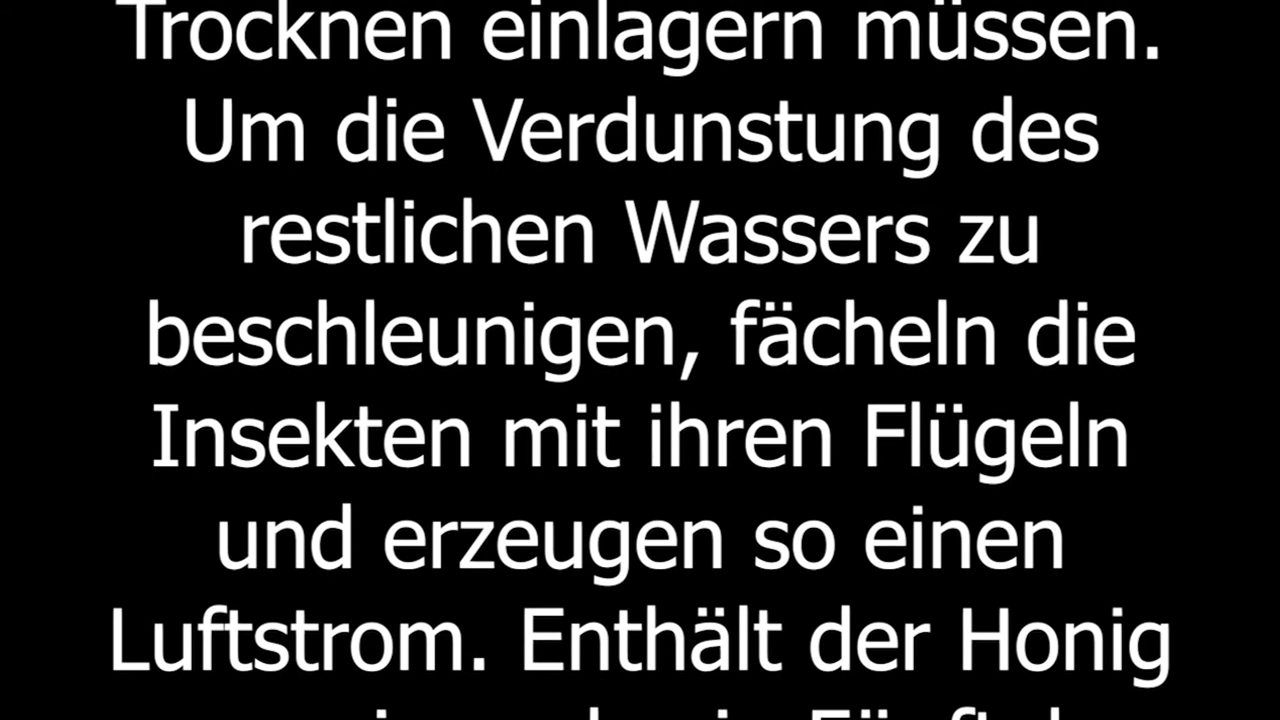 Trocknen einlagern müssen.
Um die Verdunstung des
restlichen Wassers zu
beschleunigen, fächeln die
Insekten mit ihren Flügeln
und erzeugen so einen
Luftstrom. Enthält der Honig